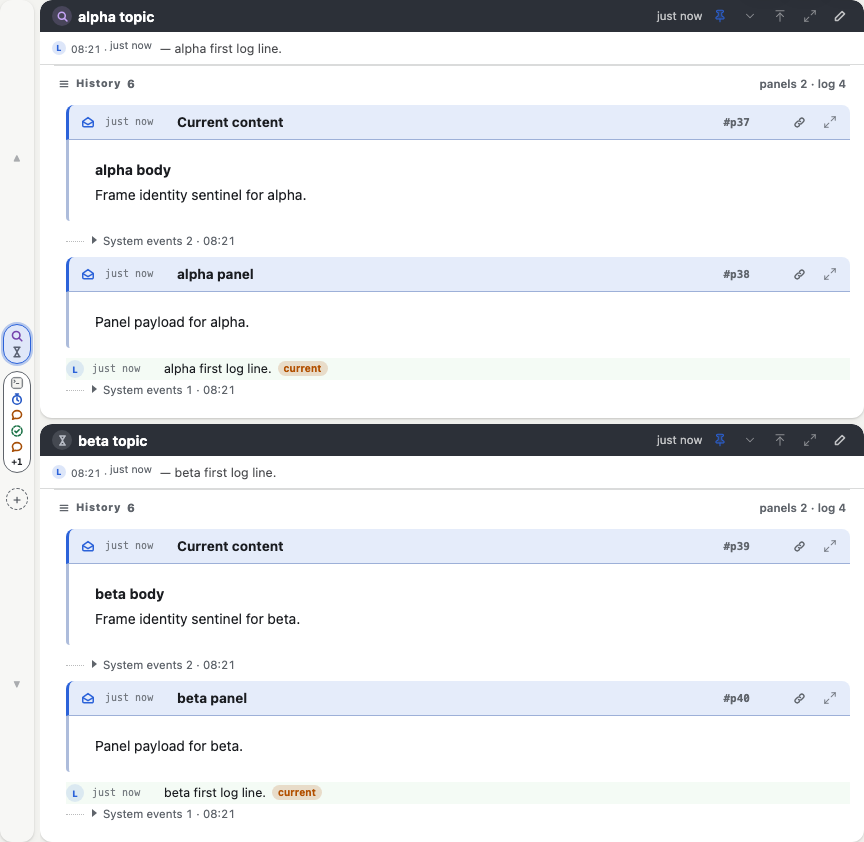 alpha topic just now
L 08:21 · just now — alpha first log line.
History 6 panels 2 · log 4
just now Current content #p37
alpha body
Frame identity sentinel for alpha.
System events 2 · 08:21
just now alpha panel #p38
Panel payload for alpha.
L just now alpha first log line. current
System events 1 · 08:21
+1
beta topic just now
L 08:21 · just now — beta first log line.
History 6 panels 2 · log 4
just now Current content #p39
beta body
Frame identity sentinel for beta.
System events 2 · 08:21
just now beta panel #p40
Panel payload for beta.
L just now beta first log line. current
System events 1 · 08:21